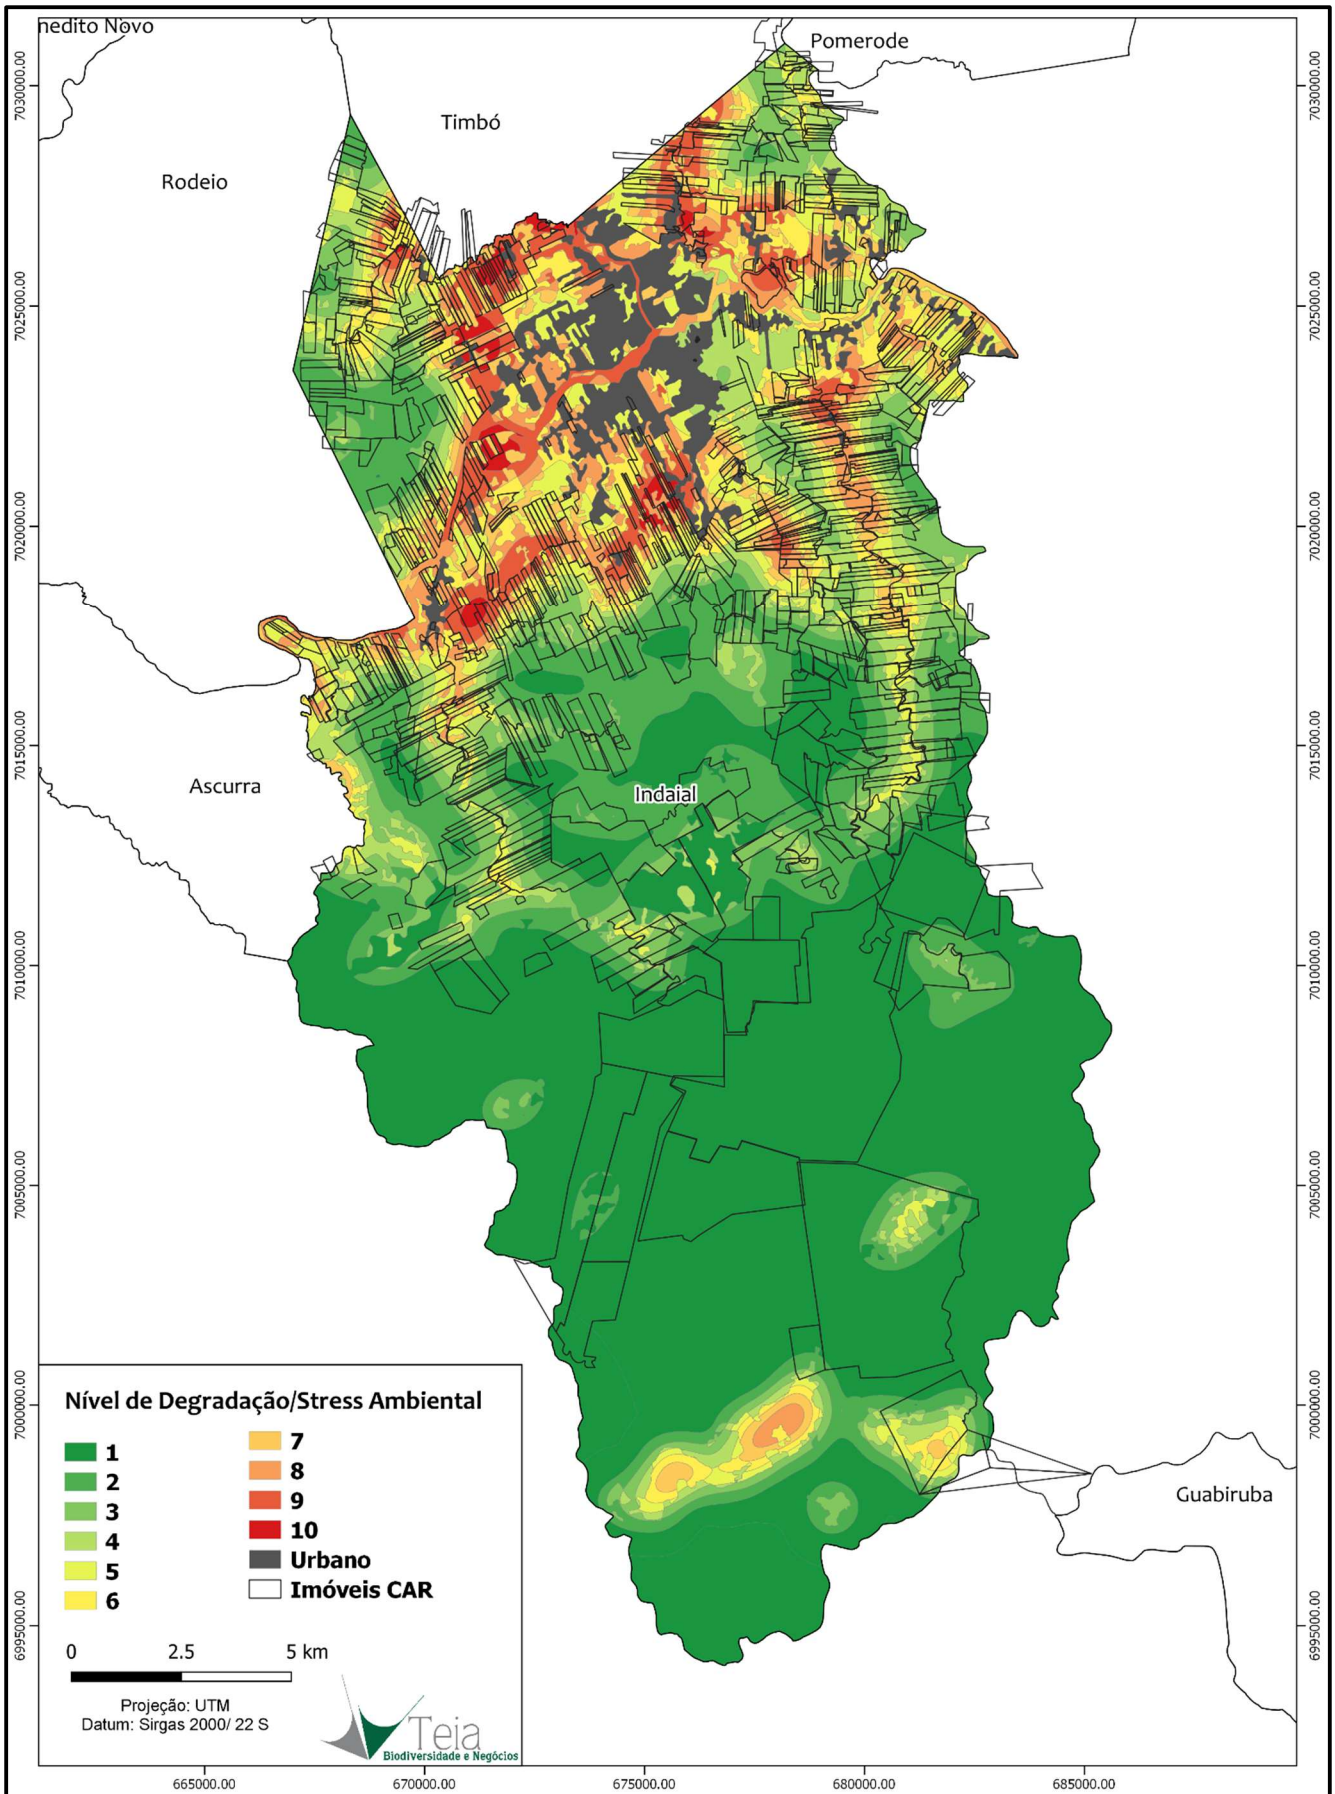 nedito Novo
Pomerode
Timbó
Rodeio
Ascurra
Indaial
Guabiruba
7030000.00
7025000.00
7020000.00
7015000.00
7010000.00
7005000.00
7000000.00
6995000.00
7030000.00
7025000.00
7020000.00
7015000.00
7010000.00
7005000.00
7000000.00
6995000.00
Nível de Degradação/Stress Ambiental
1
2
3
4
5
6
7
8
9
10
Urbano
Imóveis CAR
0 2.5 5 km
Projeção: UTM
Datum: Sirgas 2000/ 22 S
Teia
Biodiversidade e Negócios
655000.00 670000.00 675000.00 680000.00 685000.00